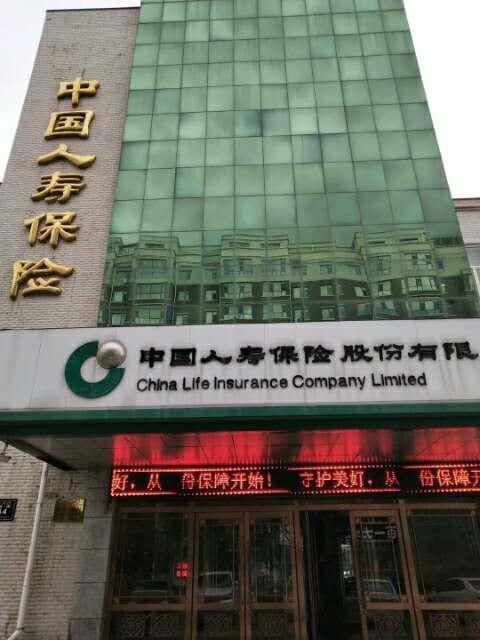 中国人寿保险
中国人寿保险股份有限
China Life Insurance Company Limited
好，从 份保障开始！ 守护美好，从 份保障开